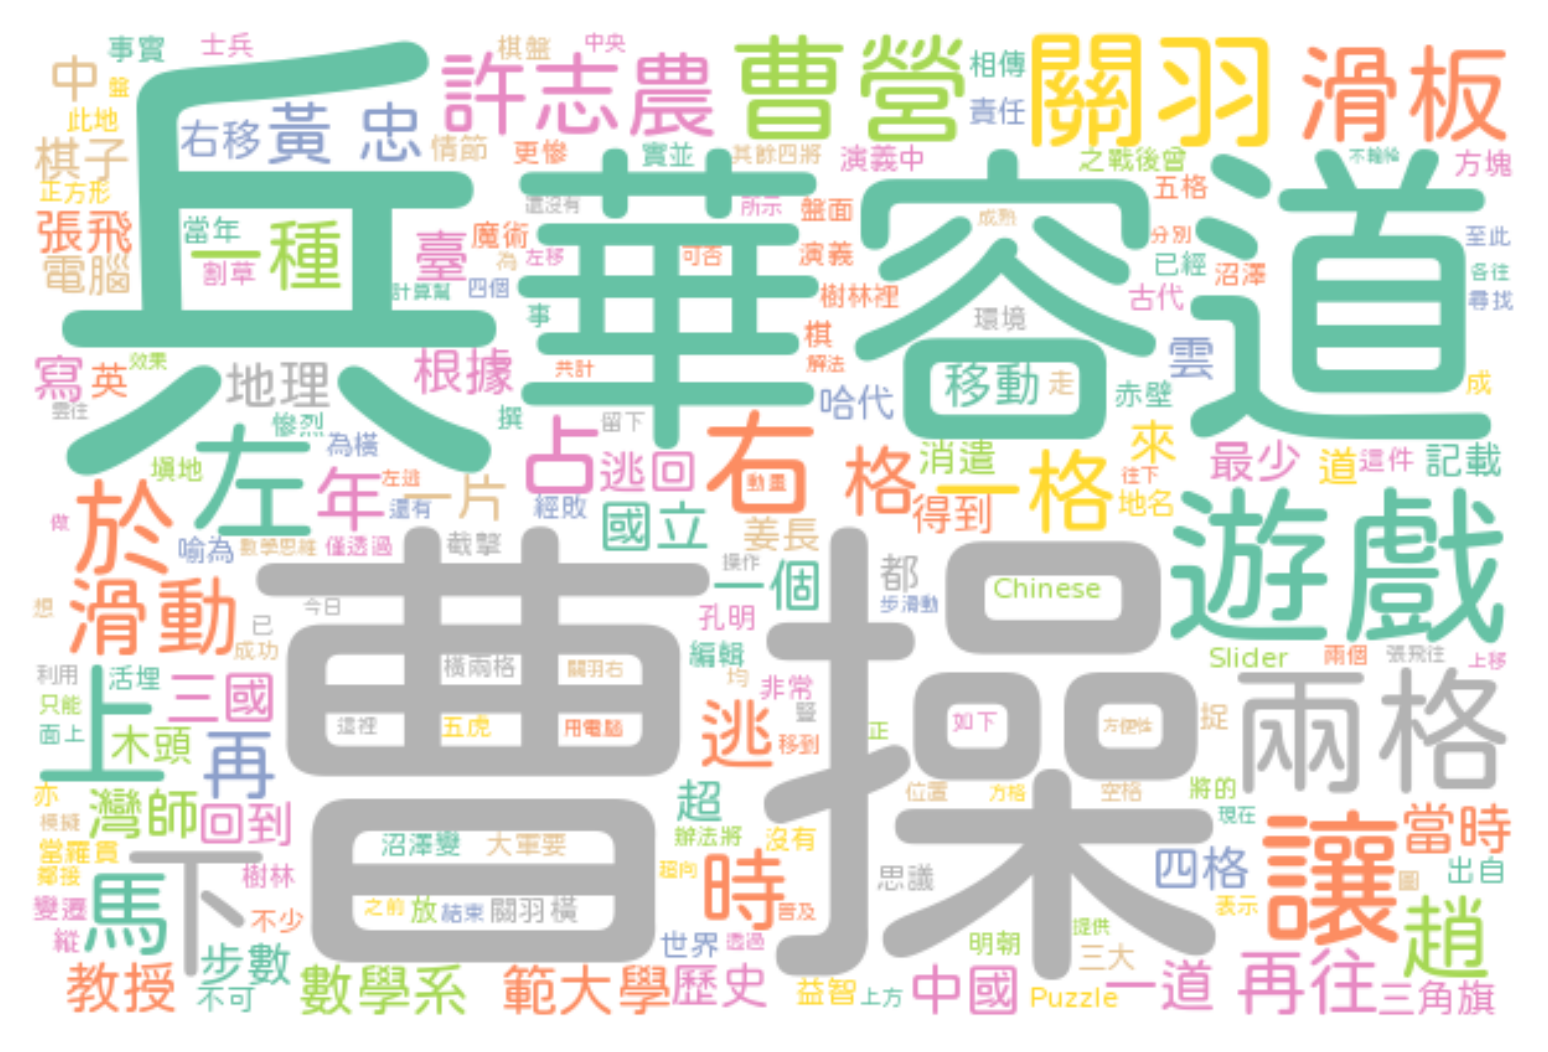 事實 士兵 棋盤 中央
中 盤 許志農 曹營 相傳 關羽 滑板
此地 右移 黃忠 責任
棋子 情節 更慘 實並 其餘四將 演義中 之戰後曾 不輸給 方塊
正方形 兵 華 容 道 五格
張飛 當年 一種 臺 魔術 還沒有 所示 盤面 成熟 分別 至此
電腦 割草 為 左移 可否 演義 已經 沼澤 各往
計算幫 四個 樹林裡 古代 尋找
事 棋 環境
寫 英 效果 地理 根據 共計 解法 移動 走 赤壁 雲 成
雲往 慘烈 撰 留下 哈代
左 為橫 占 逃回 右 格 消遣 來 最少 道 這件 記載
塭地 年 左逃 一片 動畫 一格 往下
於 還有 經敗 國立 得到 地名 遊戲
做 喻為 數學思維 僅透過 截擊 姜長
滑動 曹 操 一個 操作 都 Chinese
想 今日 孔明 步滑動
已 成功 橫兩格 關羽右 編輯 Slider 兩個 張飛往 上移
利用 活埋 三國 均 非常 兩格
只能 上 這裡 五虎 用電腦 逃 豎 如下 方便性 捉
面上 木頭 再 移到 正
亦 灣師 回到 超 位置 方格 空格 將的
模擬 沼澤變 大軍要 辦法將 沒有 現在 讓 當時
當羅貫 下 四格
鄰接 馬 樹林 超向 時 思議 圖 出自
變遷 不少 之前 放 結束 關羽橫 普及 表示 趙
縱 步數 世界 透過 明朝 提供
教授 數學系 範大學 歷史 三大 再往
不可 益智 上方 中國 Puzzle 一道 三角旗